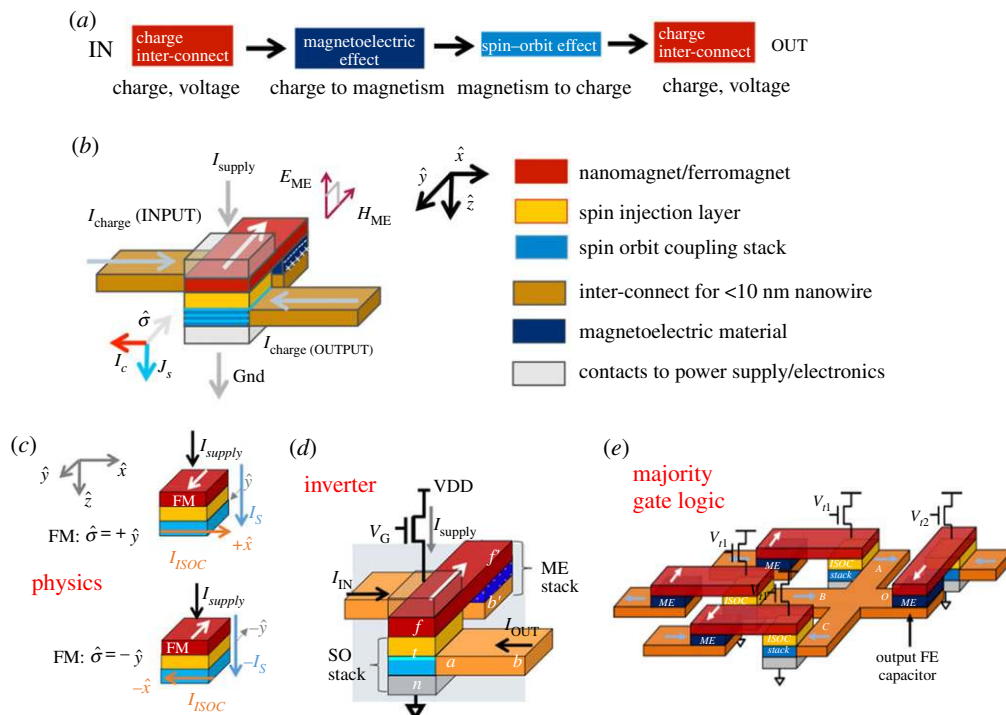 (a)
IN
charge
inter-connect
magnetoelectric
effect
spin–orbit effect
charge
inter-connect
OUT
charge, voltage
charge to magnetism
magnetism to charge
charge, voltage
(b)
I_supply
E_ME
H_ME
x̂
ŷ
ẑ
I_charge (INPUT)
σ̂
I_c
J_s
I_charge (OUTPUT)
Gnd
nanomagnet/ferromagnet
spin injection layer
spin orbit coupling stack
inter-connect for <10 nm nanowire
magnetoelectric material
contacts to power supply/electronics
(c)
ŷ
x̂
ẑ
I_supply
FM
ŷ
I_S
FM: σ̂ = + ŷ
+x̂
I_ISOC
physics
I_supply
FM
−ŷ
−I_S
FM: σ̂ = − ŷ
−x̂
I_ISOC
(d)
inverter
VDD
V_G
I_supply
f'
ME
stack
I_IN
b'
f
I_OUT
SO
stack
t
a
b
n
(e)
majority
gate logic
V_t1
V_t2
V_t1
ME
ISOC
stack
A
ME
ISOC
B
O
ME
C
ME
ISOC
stack
output FE
capacitor